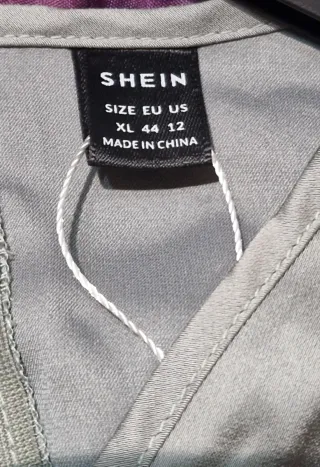 SHEIN
SIZE EU US
XL 44 12
MADE IN CHINA